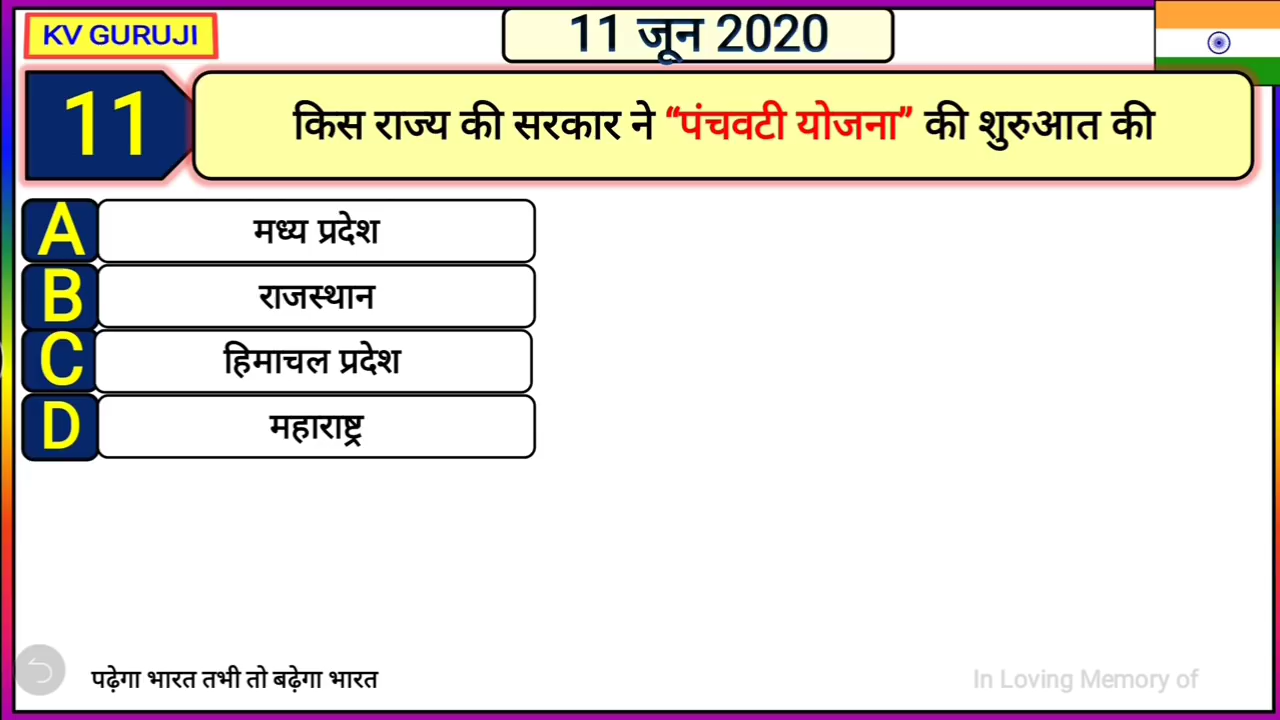 KV GURUJI
11 जून 2020
11
किस राज्य की सरकार ने “पंचवटी योजना” की शुरुआत की
A मध्य प्रदेश
B राजस्थान
C हिमाचल प्रदेश
D महाराष्ट्र
पढ़ेगा भारत तभी तो बढ़ेगा भारत
In Loving Memory of